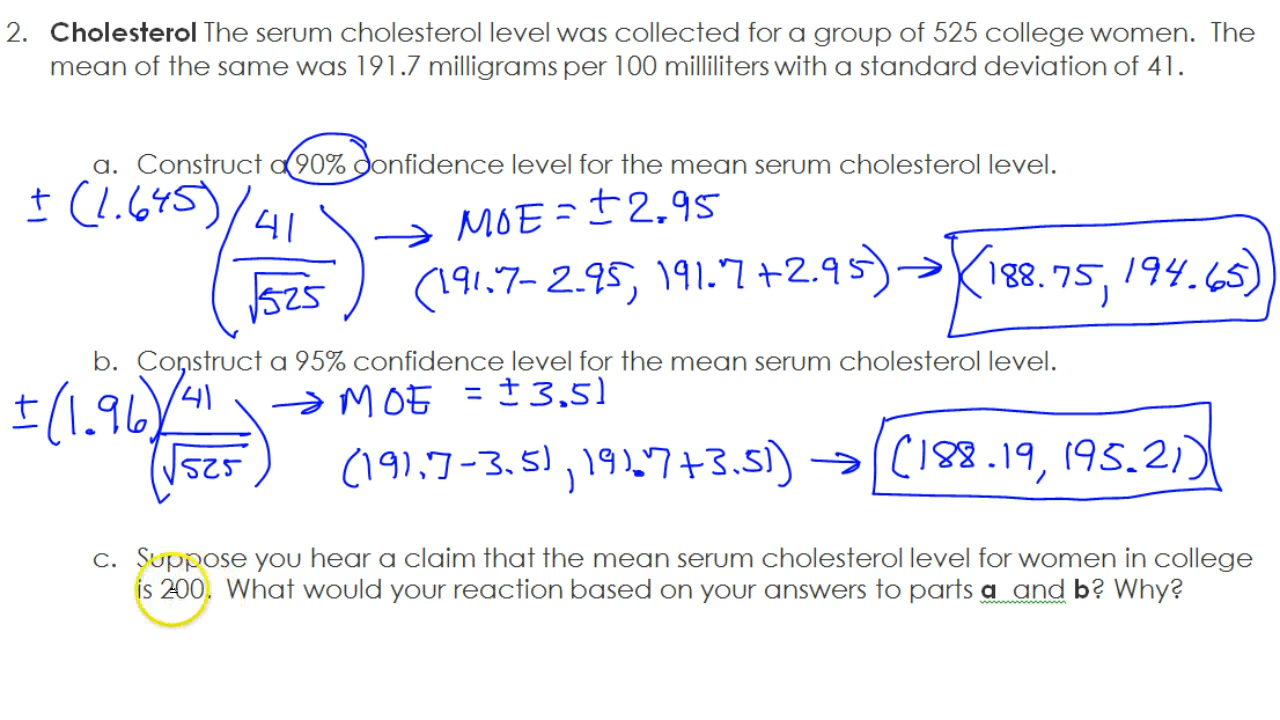 2. Cholesterol The serum cholesterol level was collected for a group of 525 college women. The
mean of the same was 191.7 milligrams per 100 milliliters with a standard deviation of 41.
a. Construct a 90% confidence level for the mean serum cholesterol level.
± (1.645) (41/√525) → MOE = ±2.95
(191.7-2.95, 191.7+2.95) → (188.75, 194.65)
b. Construct a 95% confidence level for the mean serum cholesterol level.
± (1.96) (41/√525) → MOE = ±3.51
(191.7-3.51, 191.7+3.51) → (188.19, 195.21)
c. Suppose you hear a claim that the mean serum cholesterol level for women in college
is 200. What would your reaction based on your answers to parts a and b? Why?